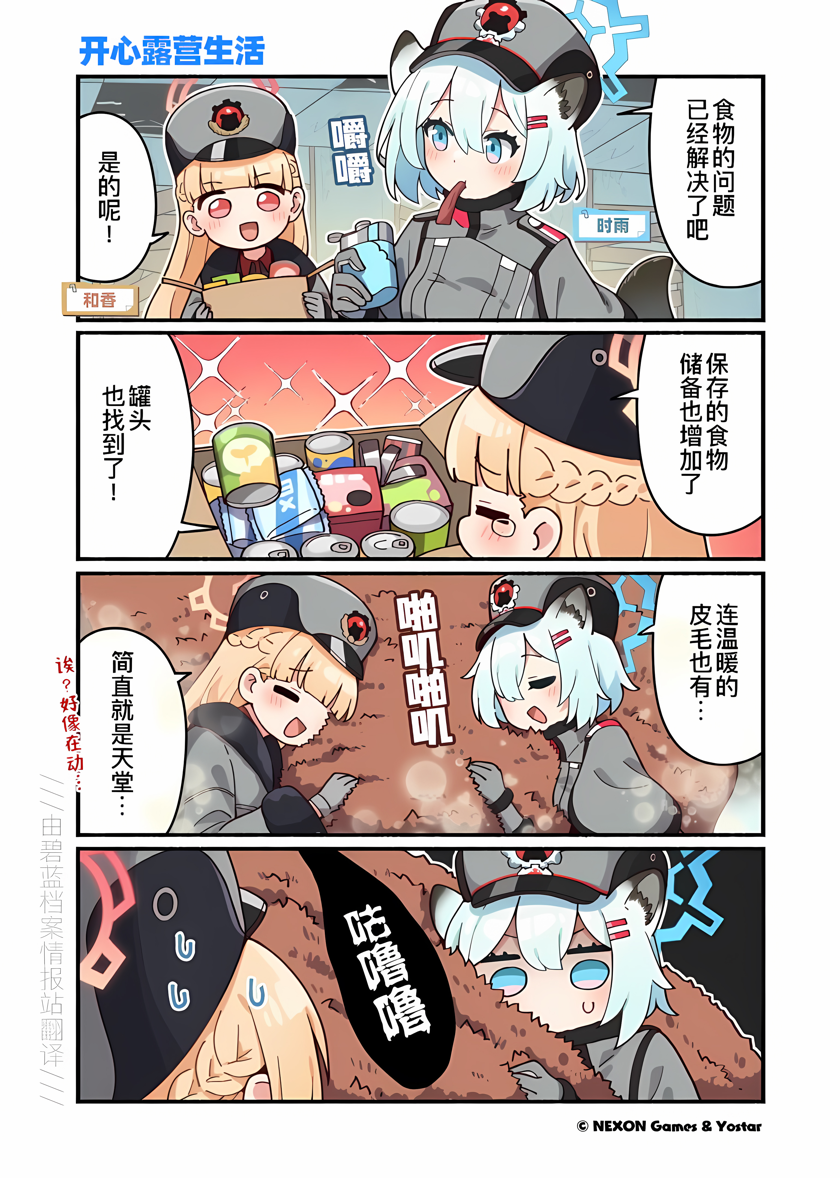 开心露营生活
食物的问题
已经解决了吧
时雨
嚼嚼
是的呢！
和香
保存的食物
储备也增加了
罐头
也找到了！
连温暖的
皮毛也有…
简直就是天堂…
诶？好像在动…
咕噜噜
由碧蓝档案情报站翻译
© NEXON Games & Yostar